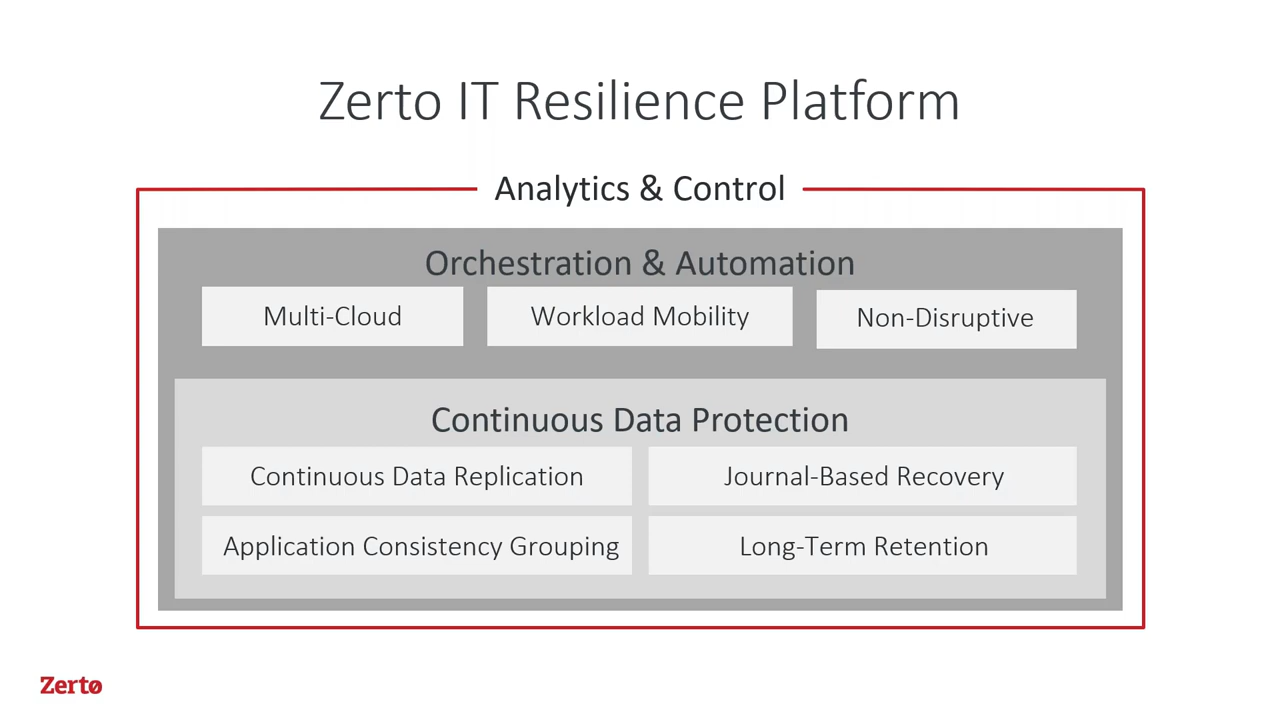 Zerto IT Resilience Platform
Analytics & Control
Orchestration & Automation
Multi-Cloud
Workload Mobility
Non-Disruptive
Continuous Data Protection
Continuous Data Replication
Journal-Based Recovery
Application Consistency Grouping
Long-Term Retention
Zerto